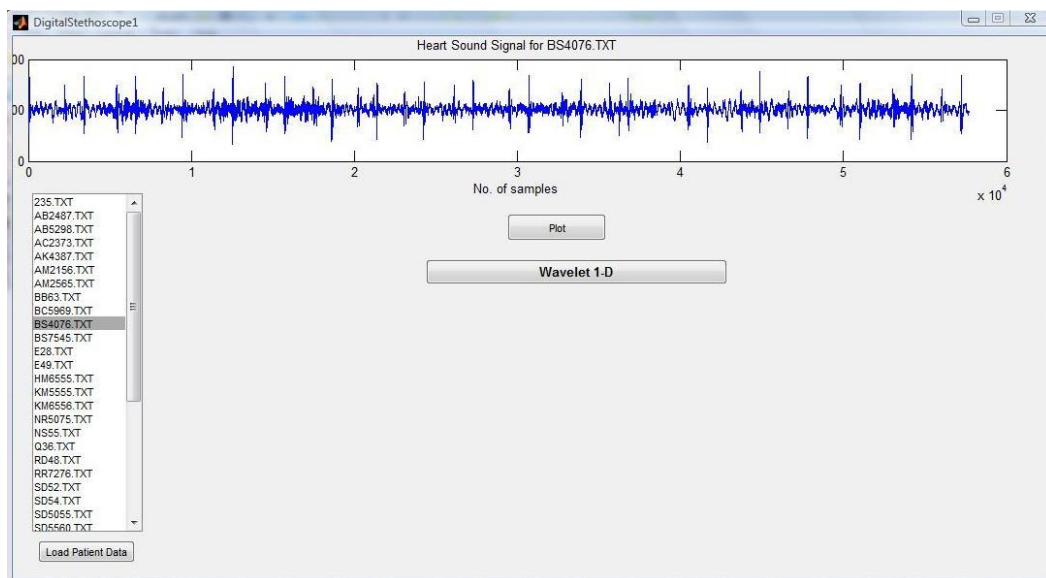 DigitalStethoscope1
Heart Sound Signal for BS4076.TXT
00
00
0
0 1 2 3 4 5 6
No. of samples
x 10^4
235.TXT
AB2487.TXT
AB5298.TXT
AC2373.TXT
AK4387.TXT
AM2156.TXT
AM2565.TXT
BB63.TXT
BC5969.TXT
BS4076.TXT
BS7545.TXT
E28.TXT
E49.TXT
HM6555.TXT
KM5555.TXT
KM6556.TXT
NR5075.TXT
NS55.TXT
Q36.TXT
RD48.TXT
RR7276.TXT
SD52.TXT
SD54.TXT
SD5055.TXT
SD5560.TXT
Load Patient Data
Plot
Wavelet 1-D